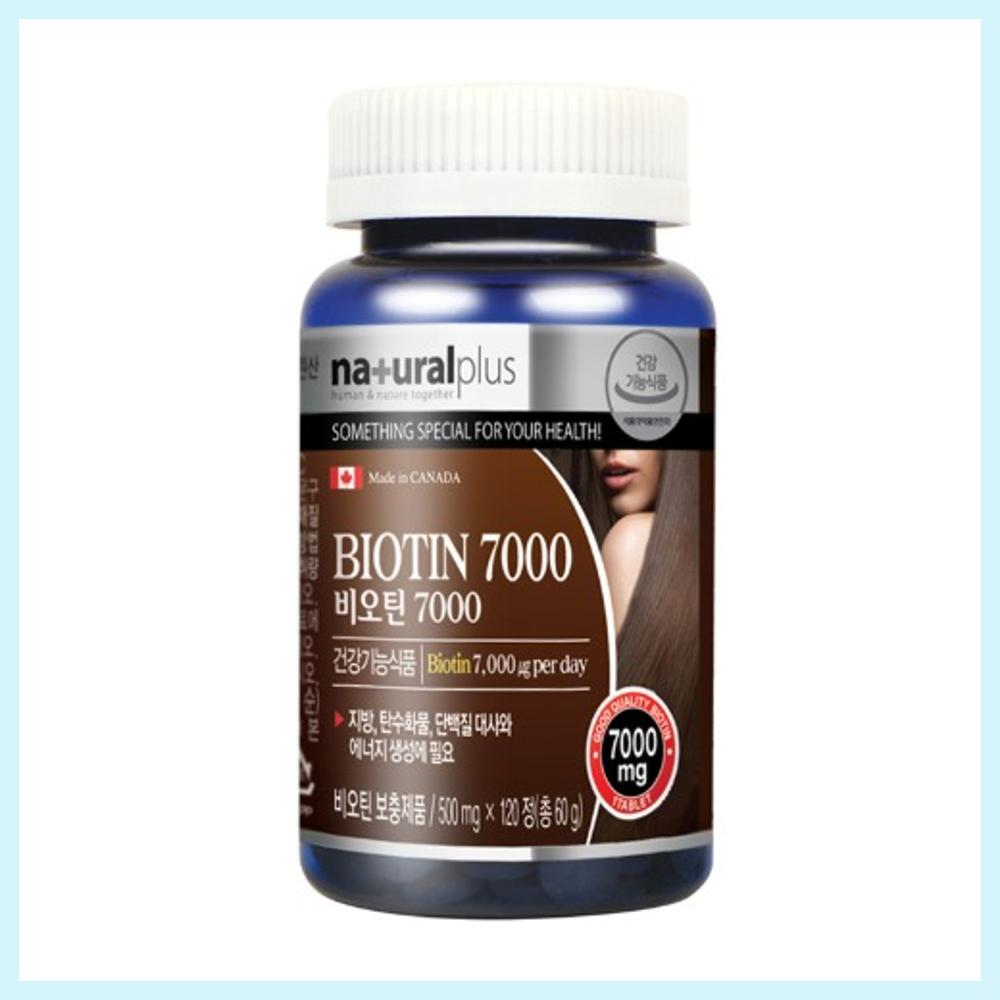 na+uralplus
human & nature together
건강
기능식품
SOMETHING SPECIAL FOR YOUR HEALTH!
Made in CANADA
BIOTIN 7000
비오틴 7000
건강기능식품 Biotin 7,000 μg per day
지방, 탄수화물, 단백질 대사와
에너지 생성에 필요
GOOD QUALITY BIOTIN
7000
mg
1TABLET
비오틴 보충제품 / 500 mg × 120 정(총 60 g)